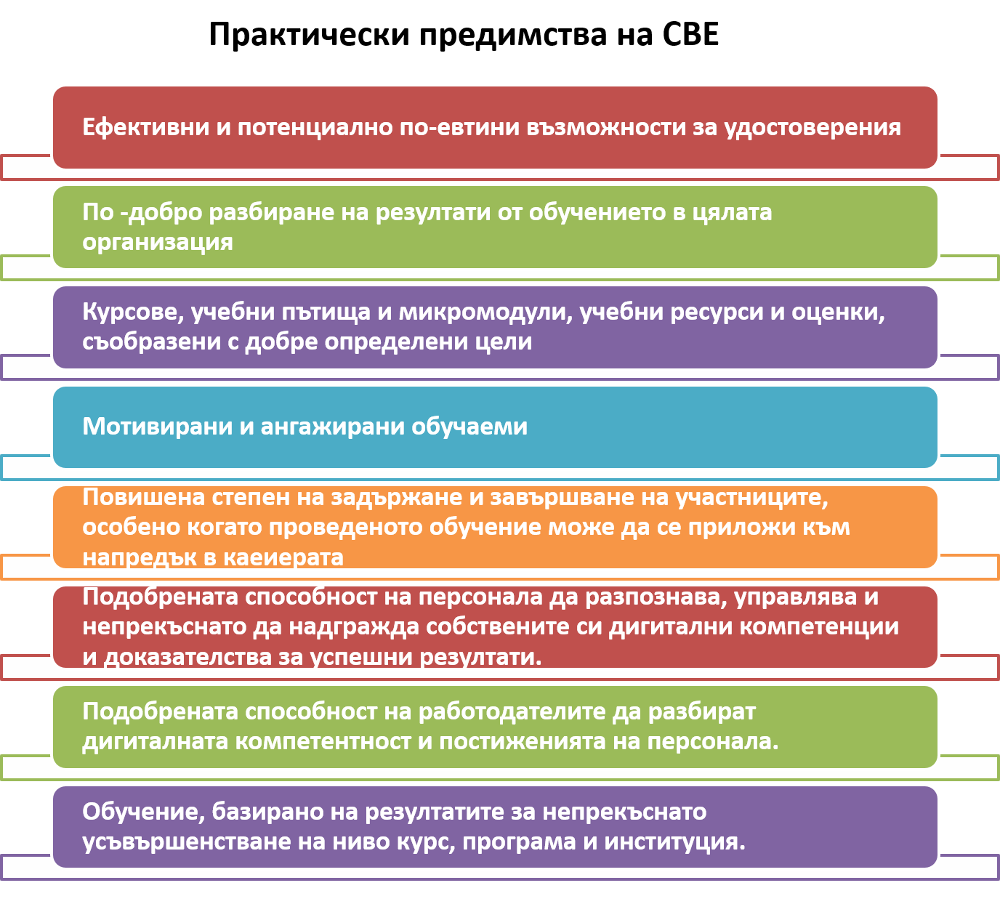 Практически предимства на СВЕ
Ефективни и потенциално по-евтини възможности за удостоверения
По -добро разбиране на резултати от обучението в цялата
организация
Курсове, учебни пътища и микромодули, учебни ресурси и оценки,
съобразени с добре определени цели
Мотивирани и ангажирани обучаеми
Повишена степен на задържане и завършване на участниците,
особено когато проведеното обучение може да се приложи към
напредък в каеиерата
Подобрената способност на персонала да разпознава, управлява и
непрекъснато да надгражда собствените си дигитални компетенции
и доказателства за успешни резултати.
Подобрената способност на работодателите да разбират
дигиталната компетентност и постиженията на персонала.
Обучение, базирано на резултатите за непрекъснато
усъвършенстване на ниво курс, програма и институция.